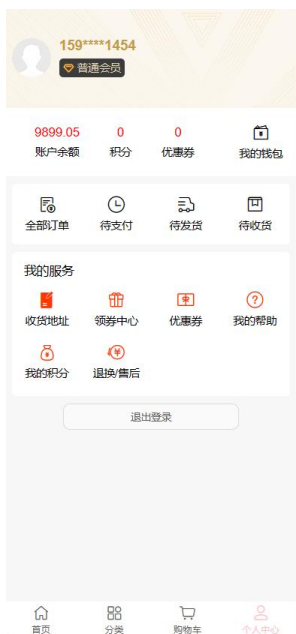 159****1454
普通会员
9899.05 0 0
账户余额 积分 优惠券 我的钱包
全部订单 待支付 待发货 待收货
我的服务
收货地址 领券中心 优惠券 我的帮助
我的积分 退换/售后
退出登录
首页 分类 购物车 个人中心